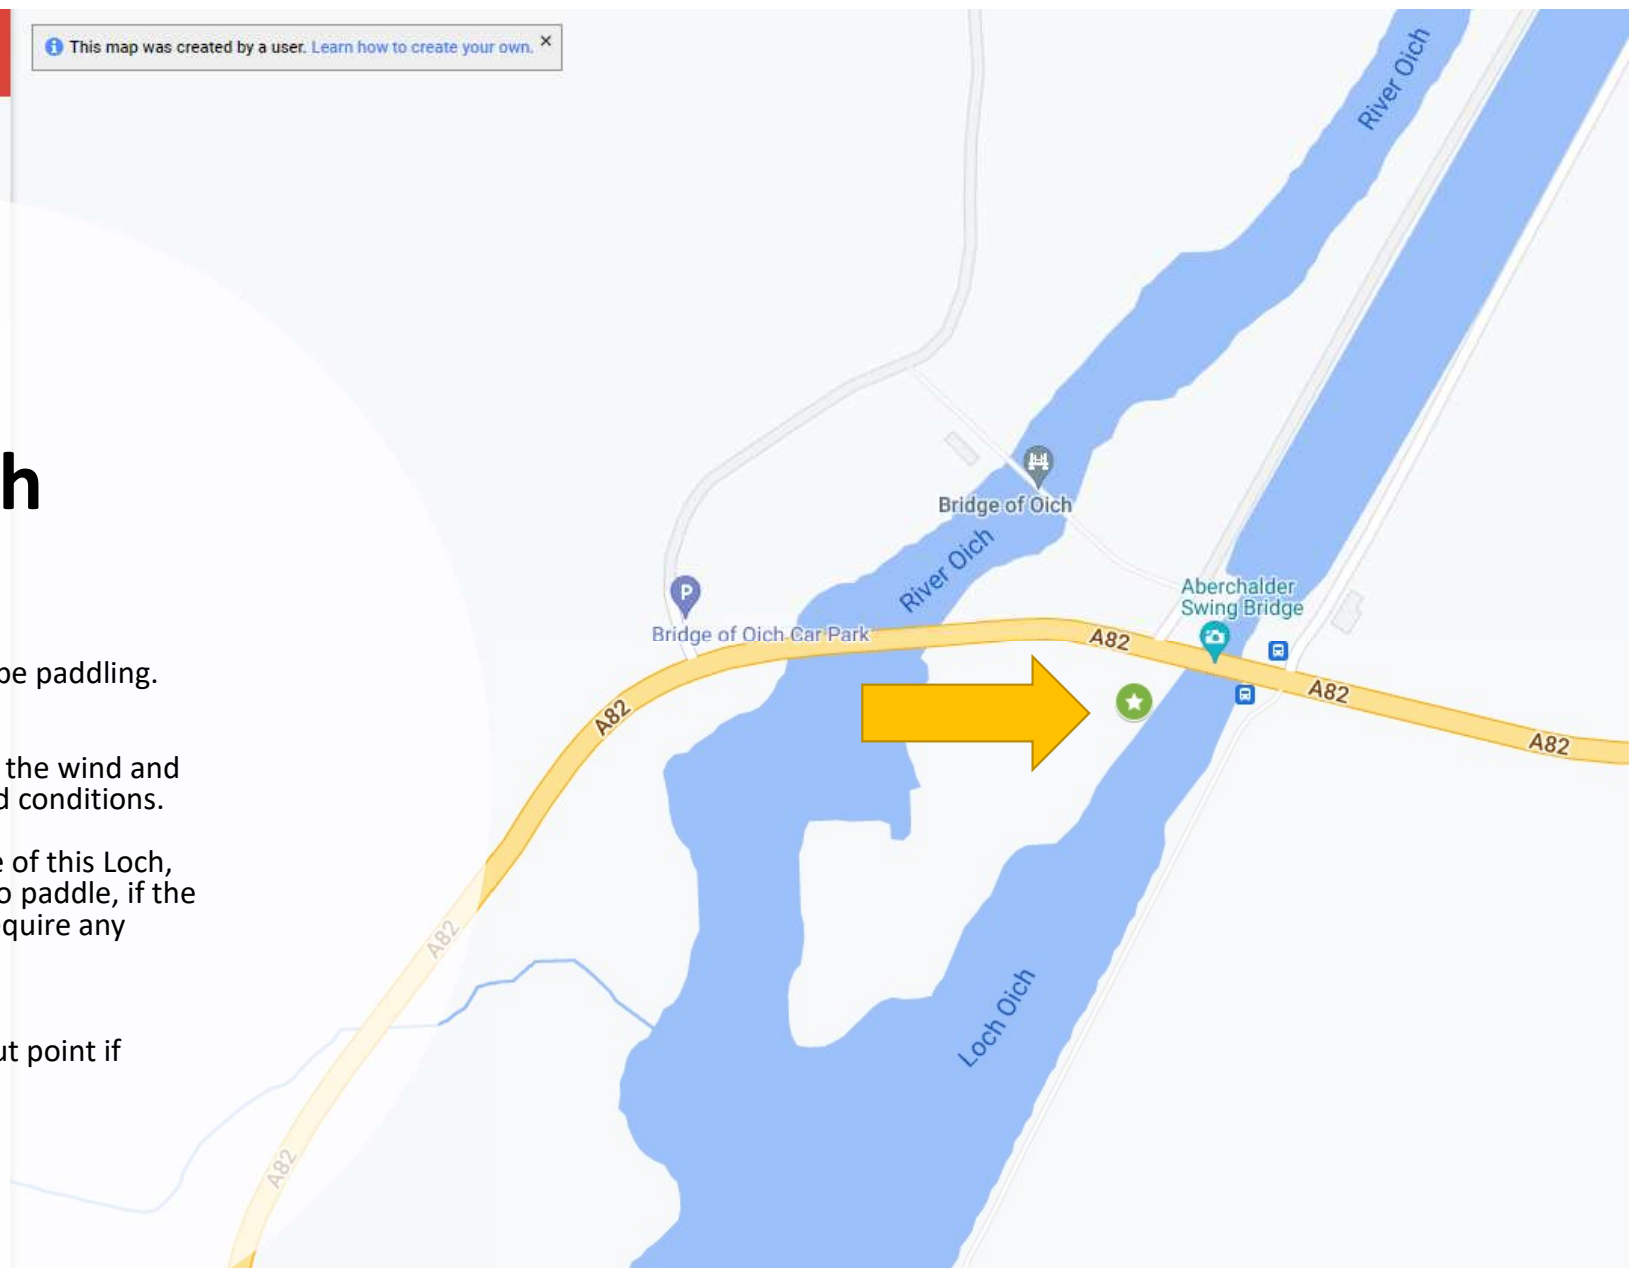 This map was created by a user. Learn how to create your own. ×
River Oich
h
Bridge of Oich
River Oich
Aberchalder
Swing Bridge
P
Bridge of Oich Car Park
A82
be paddling.
A82
A82
A82
the wind and
d conditions.
e of this Loch,
o paddle, if the
quire any
A82
Loch Oich
ut point if
A82